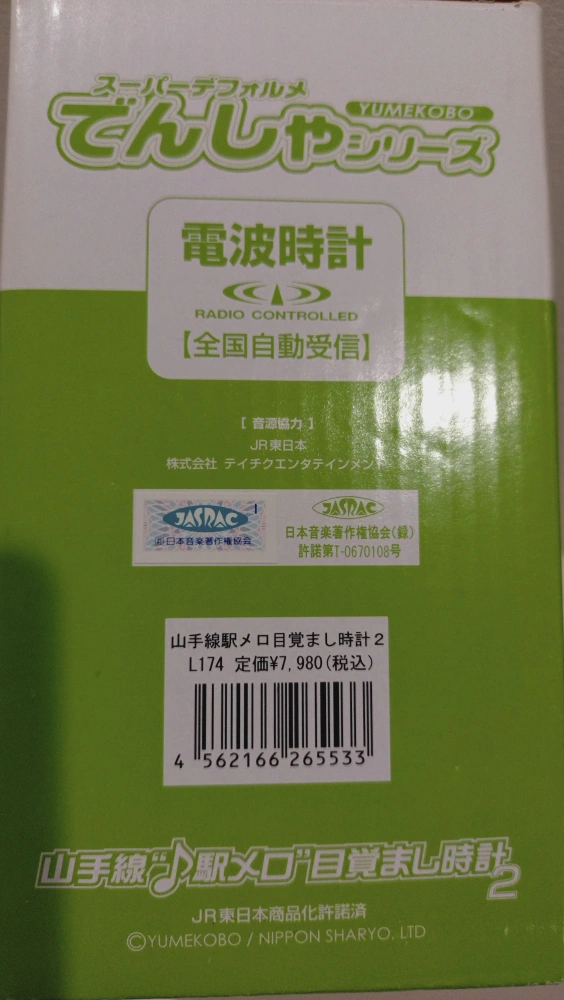 スーパーデフォルメ
でんしゃシリーズ
YUMEKOBO
電波時計
RADIO CONTROLLED
【全国自動受信】
[ 音源協力 ]
JR東日本
株式会社 テイチクエンタテインメント
JASRAC
1
(社)日本音楽著作権協会
JASRAC
日本音楽著作権協会(録)
許諾第T-0670108号
山手線駅メロ目覚まし時計2
L174 定価¥7,980(税込)
4 562166 265533
山手線"♪駅メロ"目覚まし時計2
JR東日本商品化許諾済
©YUMEKOBO / NIPPON SHARYO. LTD